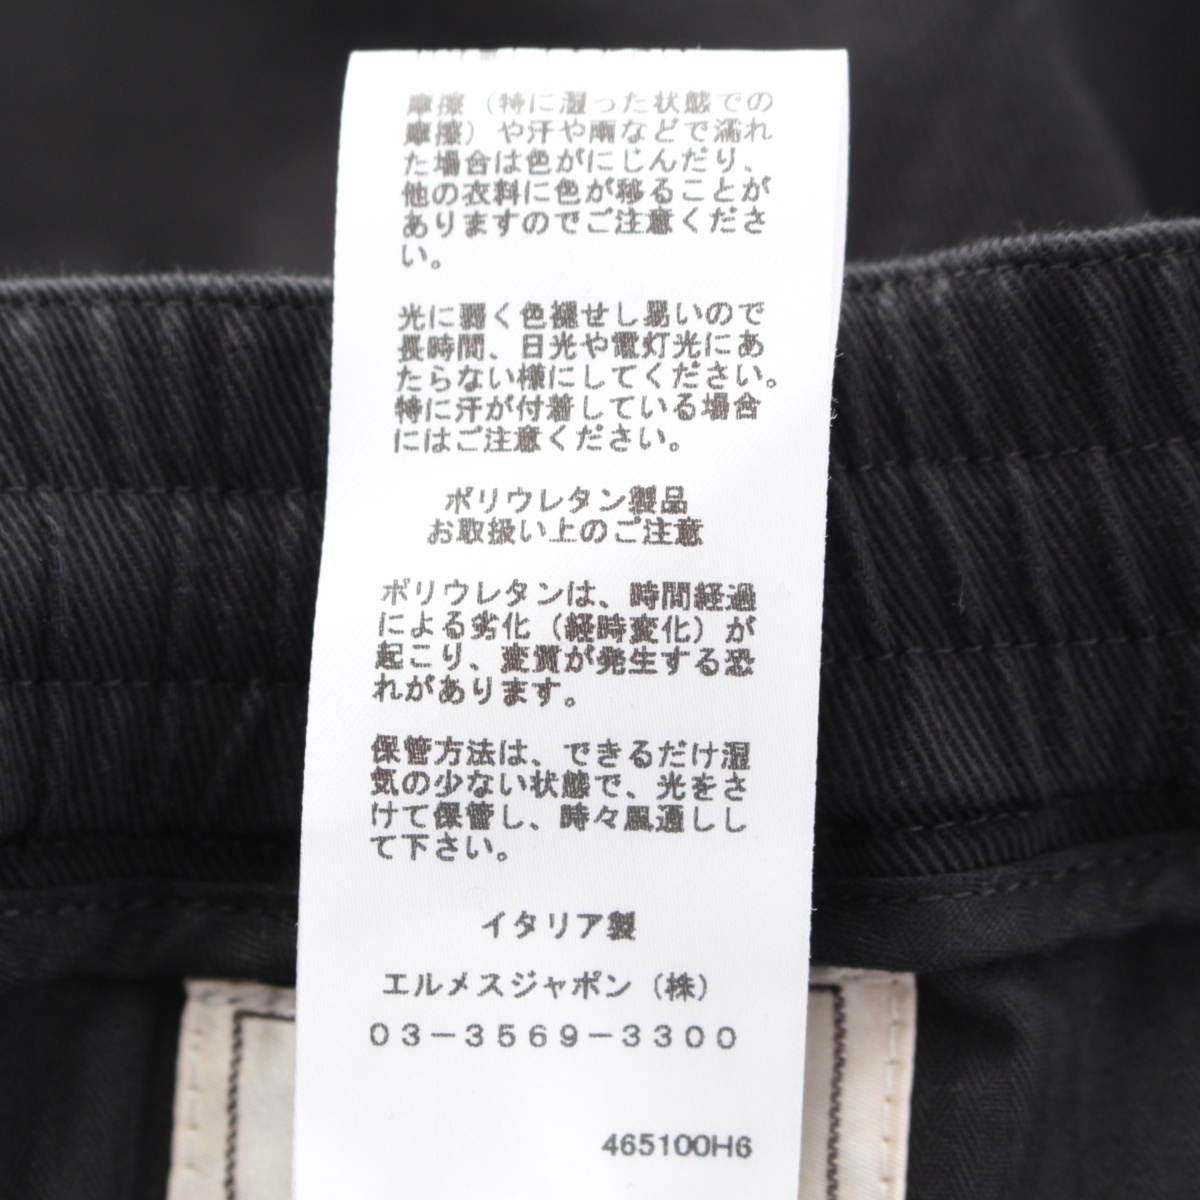 摩擦（特に湿った状態での
摩擦）や汗や雨などで濡れ
た場合は色がにじんだり、
他の衣料に色が移ることが
ありますのでご注意くださ
い。
光に弱く色褪せし易いので
長時間、日光や電灯光にあ
たらない様にしてください。
特に汗が付着している場合
にはご注意ください。
ポリウレタン製品
お取扱い上のご注意
ポリウレタンは、時間経過
による劣化（経時変化）が
起こり、変質が発生する恐
れがあります。
保管方法は、できるだけ湿
気の少ない状態で、光をさ
けて保管し、時々風通しし
て下さい。
イタリア製
エルメスジャポン（株）
０３－３５６９－３３００
465100H6